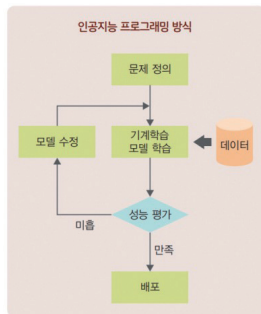 인공지능 프로그래밍 방식
문제 정의
모델 수정
기계학습
모델 학습
데이터
성능 평가
미흡
만족
배포